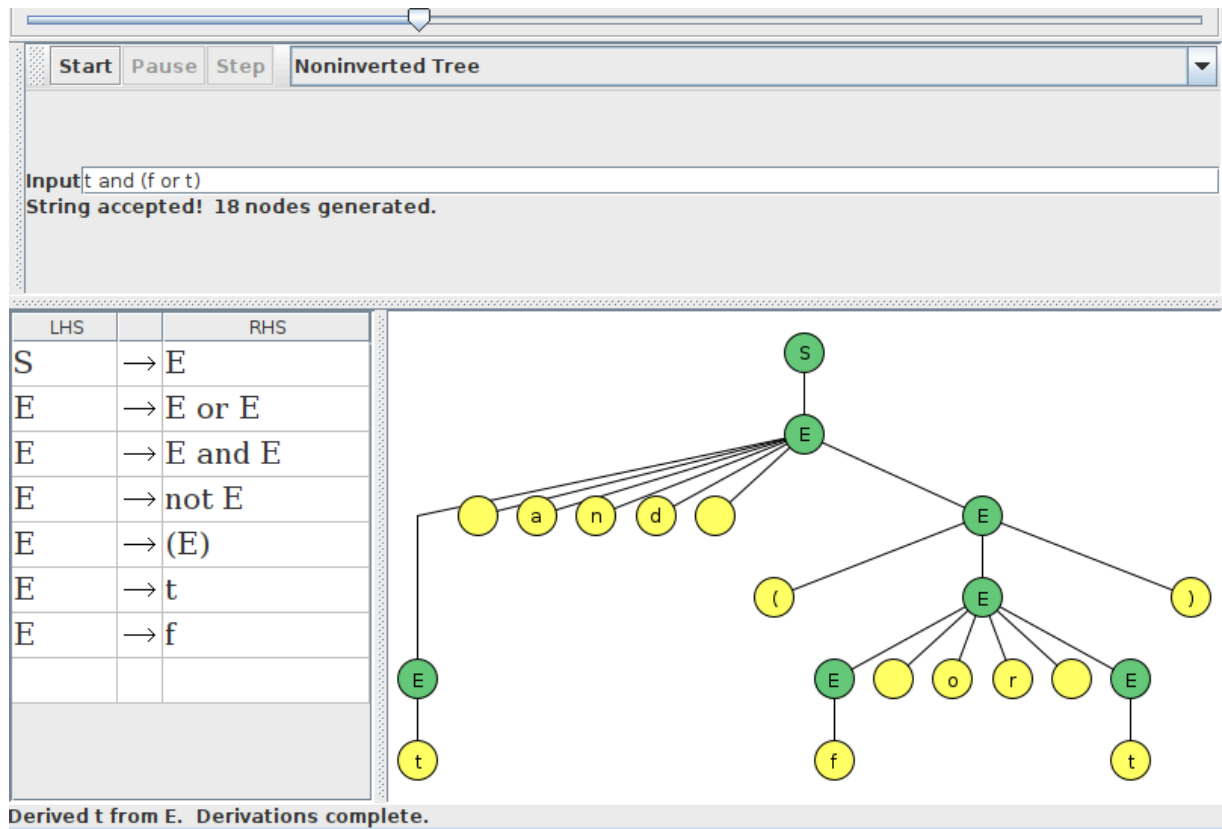 Start Pause Step Noninverted Tree
Input t and (f or t)
String accepted! 18 nodes generated.
LHS RHS
S → E
E → E or E
E → E and E
E → not E
E → (E)
E → t
E → f
S
E
a n d E
( E )
E E o r E
t f t
Derived t from E. Derivations complete.